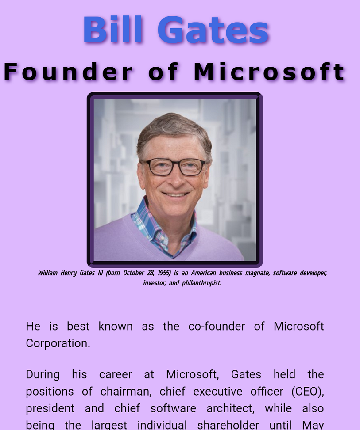 Bill Gates
Founder of Microsoft
William Henry Gates III (born October 28, 1955) is an American business magnate, software developer,
investor, and philanthropist.
He is best known as the co-founder of Microsoft
Corporation.
During his career at Microsoft, Gates held the
positions of chairman, chief executive officer (CEO),
president and chief software architect, while also
being the largest individual shareholder until May